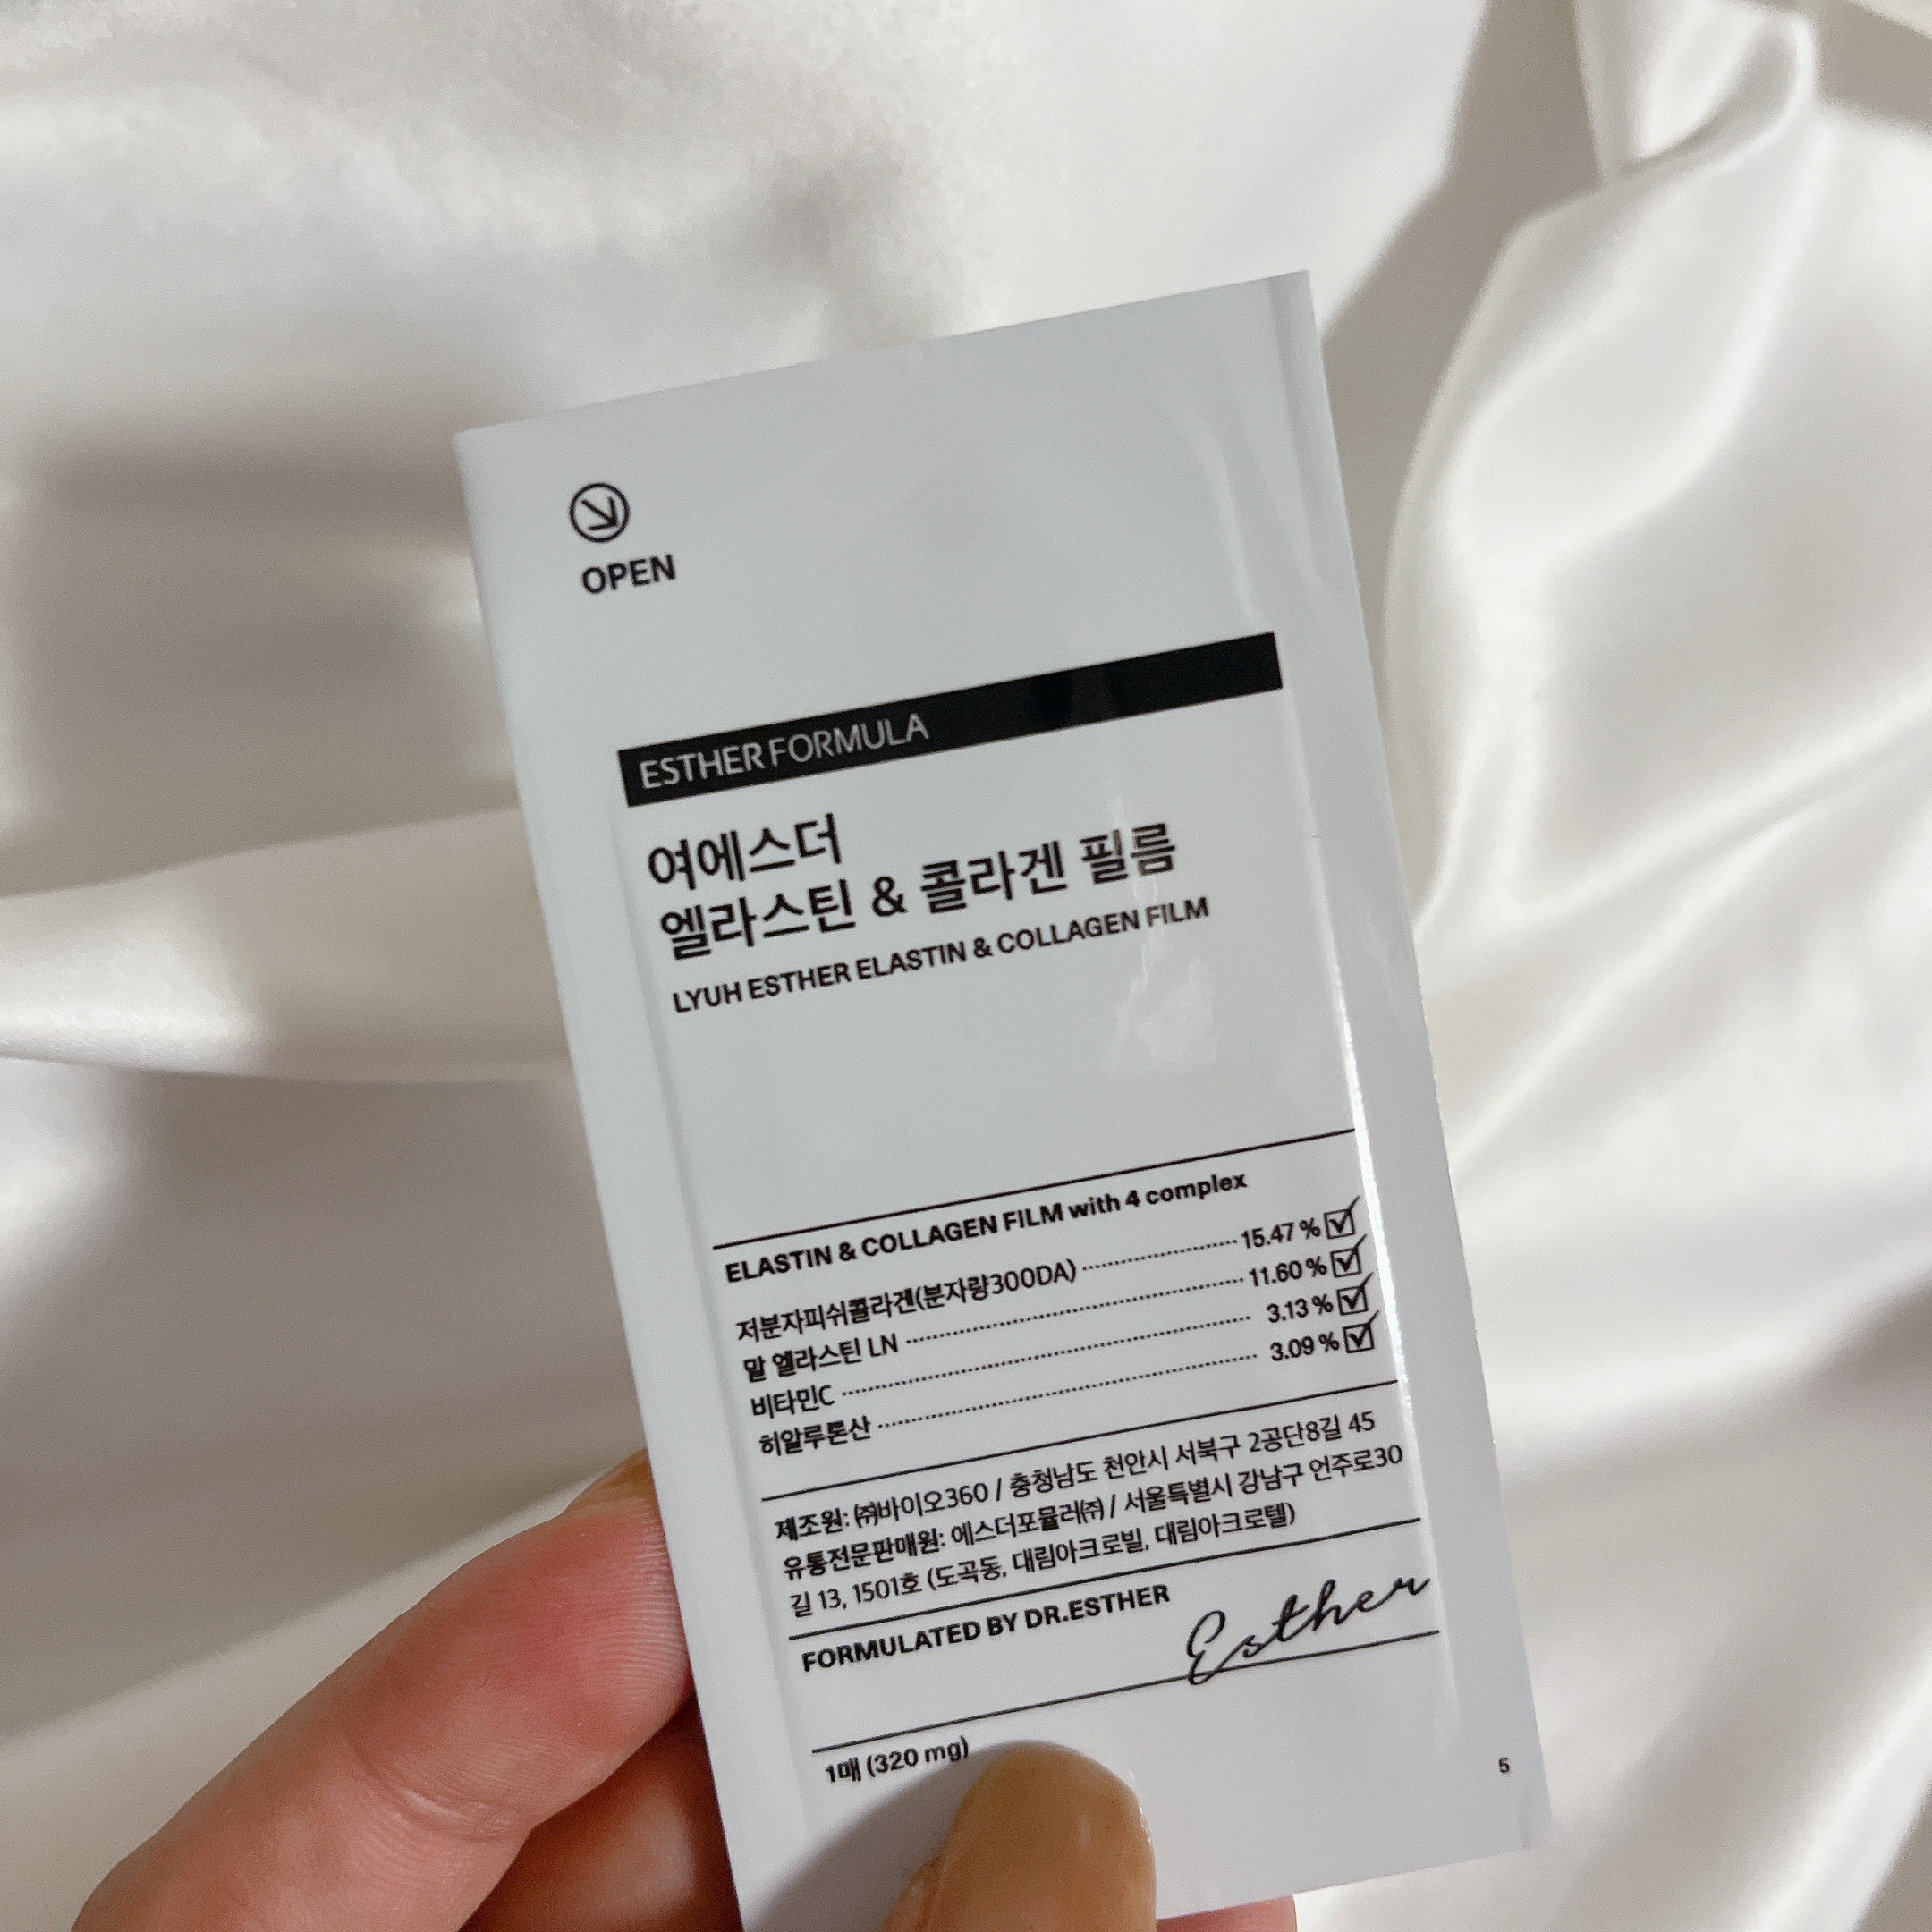 OPEN
ESTHER FORMULA
여에스더
엘라스틴 & 콜라겐 필름
LYUH ESTHER ELASTIN & COLLAGEN FILM
ELASTIN & COLLAGEN FILM with 4 complex
저분자피쉬콜라겐(분자량300DA) 15.47 %
말 엘라스틴 LN 11.60 %
비타민C 3.13 %
히알루론산 3.09 %
제조원: ㈜바이오360 / 충청남도 천안시 서북구 2공단8길 45
유통전문판매원: 에스더포뮬러㈜ / 서울특별시 강남구 언주로30
길 13, 1501호 (도곡동, 대림아크로빌, 대림아크로텔)
FORMULATED BY DR.ESTHER
Esther
1매 (320 mg)
5